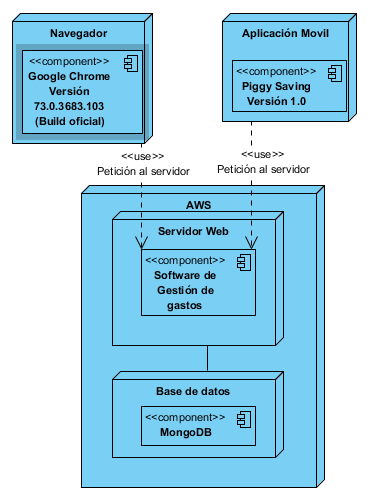 Navegador
<<component>>
Google Chrome
Versión
73.0.3683.103
(Build oficial)
Aplicación Movil
<<component>>
Piggy Saving
Versión 1.0
<<use>>
Petición al servidor
<<use>>
Petición al servidor
AWS
Servidor Web
<<component>>
Software de
Gestión de
gastos
Base de datos
<<component>>
MongoDB